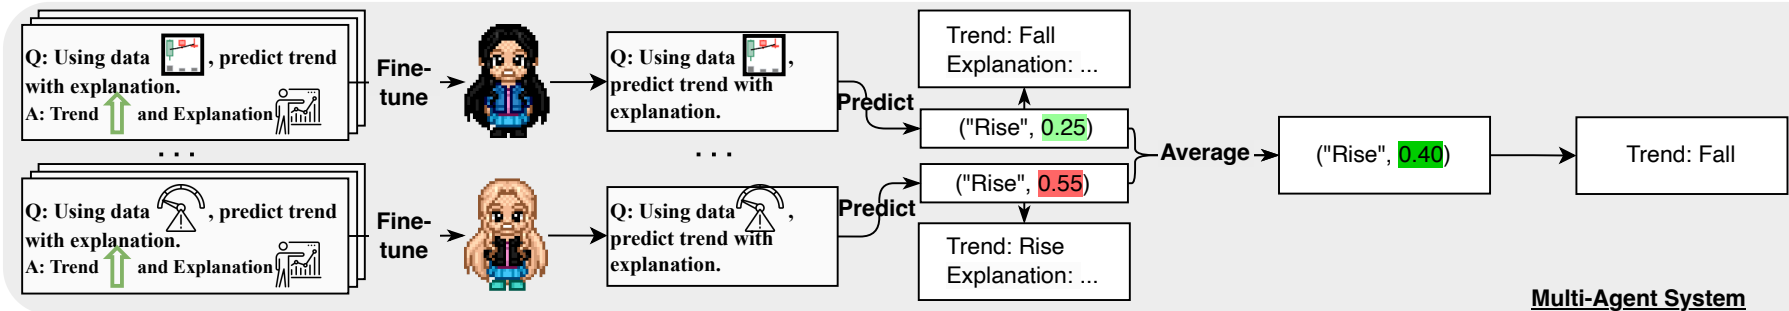 Q: Using data , predict trend
with explanation.
A: Trend and Explanation
...
Q: Using data , predict trend
with explanation.
A: Trend and Explanation
Fine-
tune
Fine-
tune
Q: Using data ,
predict trend with
explanation.
...
Q: Using data ,
predict trend with
explanation.
Predict
Predict
Trend: Fall
Explanation: ...
("Rise", 0.25)
("Rise", 0.55)
Trend: Rise
Explanation: ...
Average
("Rise", 0.40)
Trend: Fall
Multi-Agent System